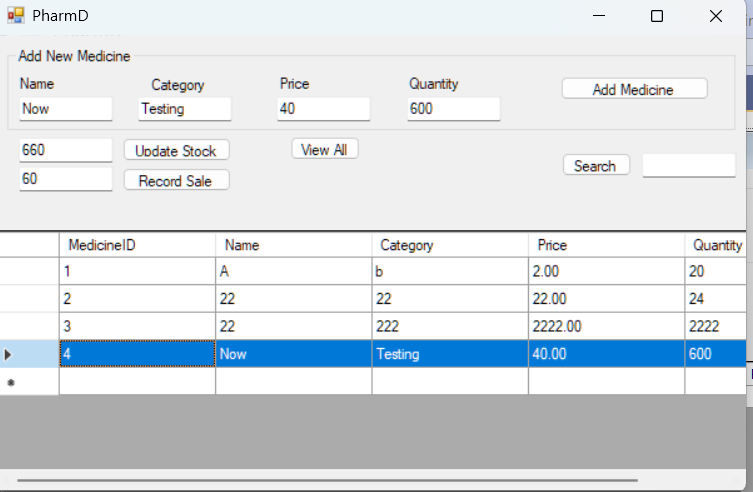 PharmD
Add New Medicine
Name Category Price Quantity
Now Testing 40 600 Add Medicine
660 Update Stock View All
Search
60 Record Sale
MedicineID Name Category Price Quantity
1 A b 2.00 20
2 22 22 22.00 24
3 22 222 2222.00 2222
4 Now Testing 40.00 600